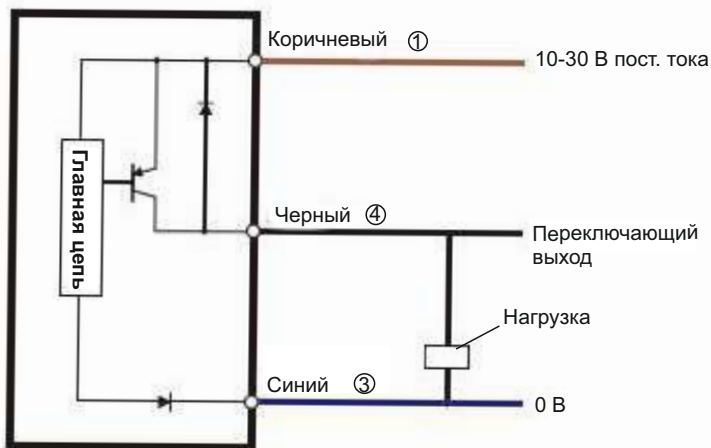 Коричневый ①
10-30 В пост. тока
Главная цепь
Черный ④
Переключающий
выход
Нагрузка
Синий ③
0 В